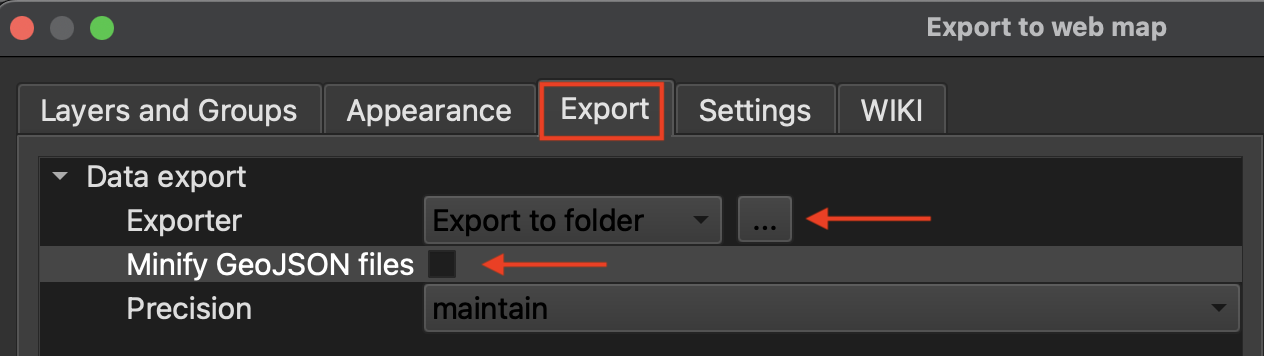 Export to web map
Layers and Groups Appearance Export Settings WIKI
Data export
Exporter Export to folder ...
Minify GeoJSON files
Precision maintain